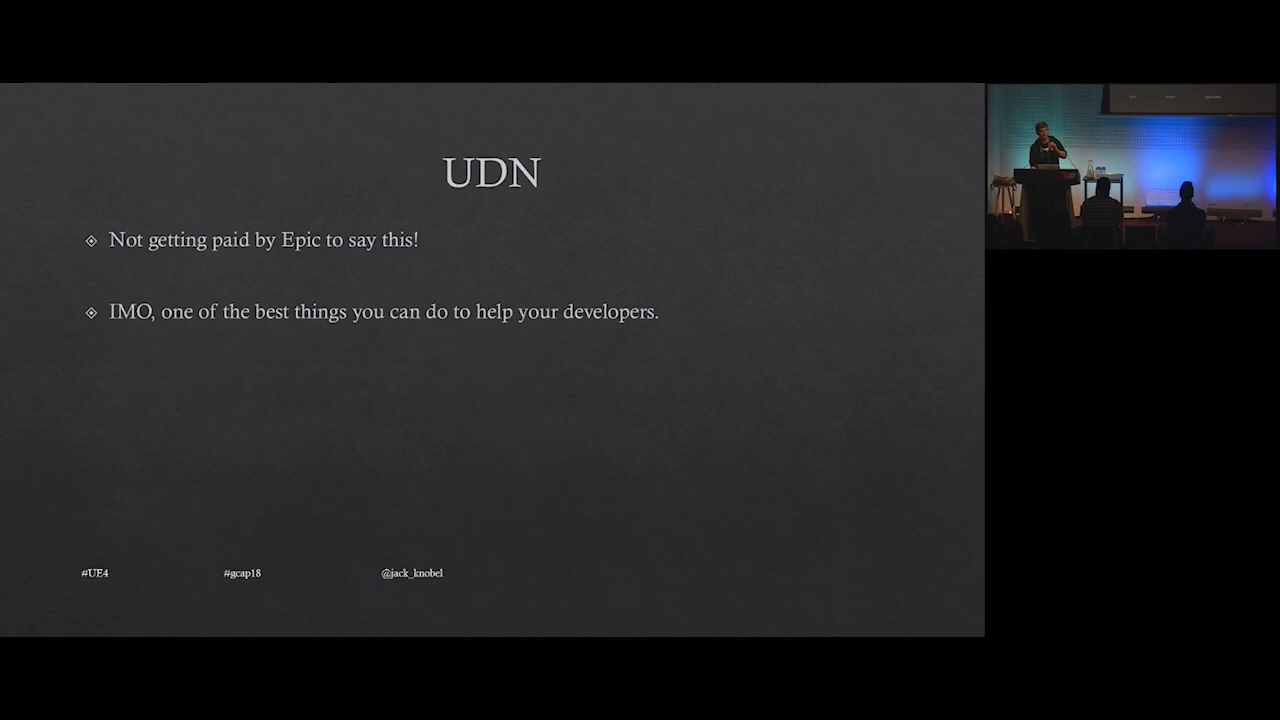 UDN
Not getting paid by Epic to say this!
IMO, one of the best things you can do to help your developers.
#UE4
#gcap18
@jack_knobel